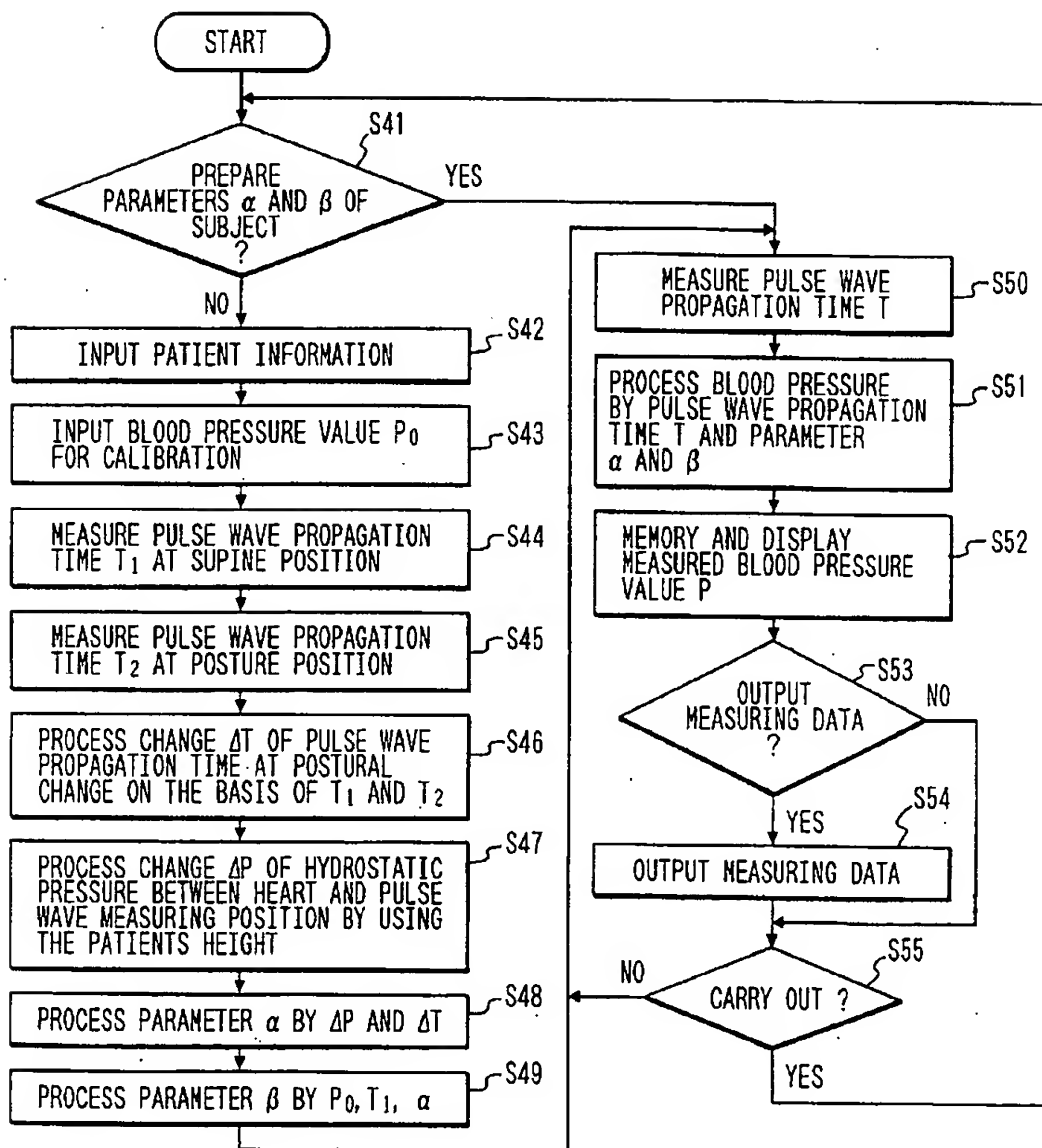 START
S41
PREPARE
PARAMETERS α AND β OF
SUBJECT
?
YES
NO
S42
INPUT PATIENT INFORMATION
S43
INPUT BLOOD PRESSURE VALUE P0
FOR CALIBRATION
S44
MEASURE PULSE WAVE PROPAGATION
TIME T1 AT SUPINE POSITION
S45
MEASURE PULSE WAVE PROPAGATION
TIME T2 AT POSTURE POSITION
S46
PROCESS CHANGE ΔT OF PULSE WAVE
PROPAGATION TIME AT POSTURAL
CHANGE ON THE BASIS OF T1 AND T2
S47
PROCESS CHANGE ΔP OF HYDROSTATIC
PRESSURE BETWEEN HEART AND PULSE
WAVE MEASURING POSITION BY USING
THE PATIENTS HEIGHT
S48
PROCESS PARAMETER α BY ΔP AND ΔT
S49
PROCESS PARAMETER β BY P0, T1, α
S50
MEASURE PULSE WAVE
PROPAGATION TIME T
S51
PROCESS BLOOD PRESSURE
BY PULSE WAVE PROPAGATION
TIME T AND PARAMETER
α AND β
S52
MEMORY AND DISPLAY
MEASURED BLOOD PRESSURE
VALUE P
S53
OUTPUT
MEASURING DATA
?
NO
YES
S54
OUTPUT MEASURING DATA
S55
NO
CARRY OUT ?
YES